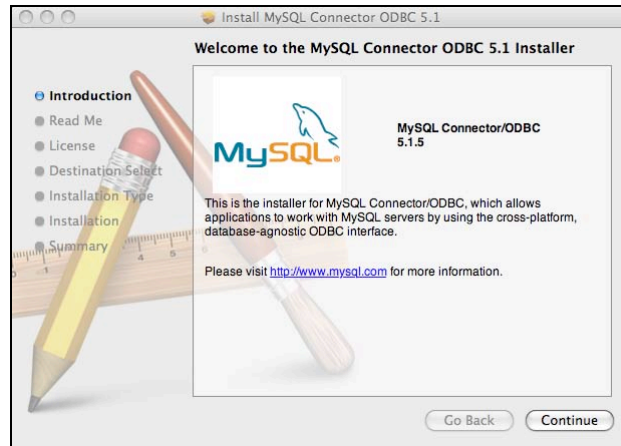 Install MySQL Connector ODBC 5.1
Welcome to the MySQL Connector ODBC 5.1 Installer
Introduction
Read Me
License
Destination Select
Installation Type
Installation
Summary
MySQL
MySQL Connector/ODBC
5.1.5
This is the installer for MySQL Connector/ODBC, which allows
applications to work with MySQL servers by using the cross-platform,
database-agnostic ODBC interface.
Please visit http://www.mysql.com for more information.
4 5
Go Back
Continue